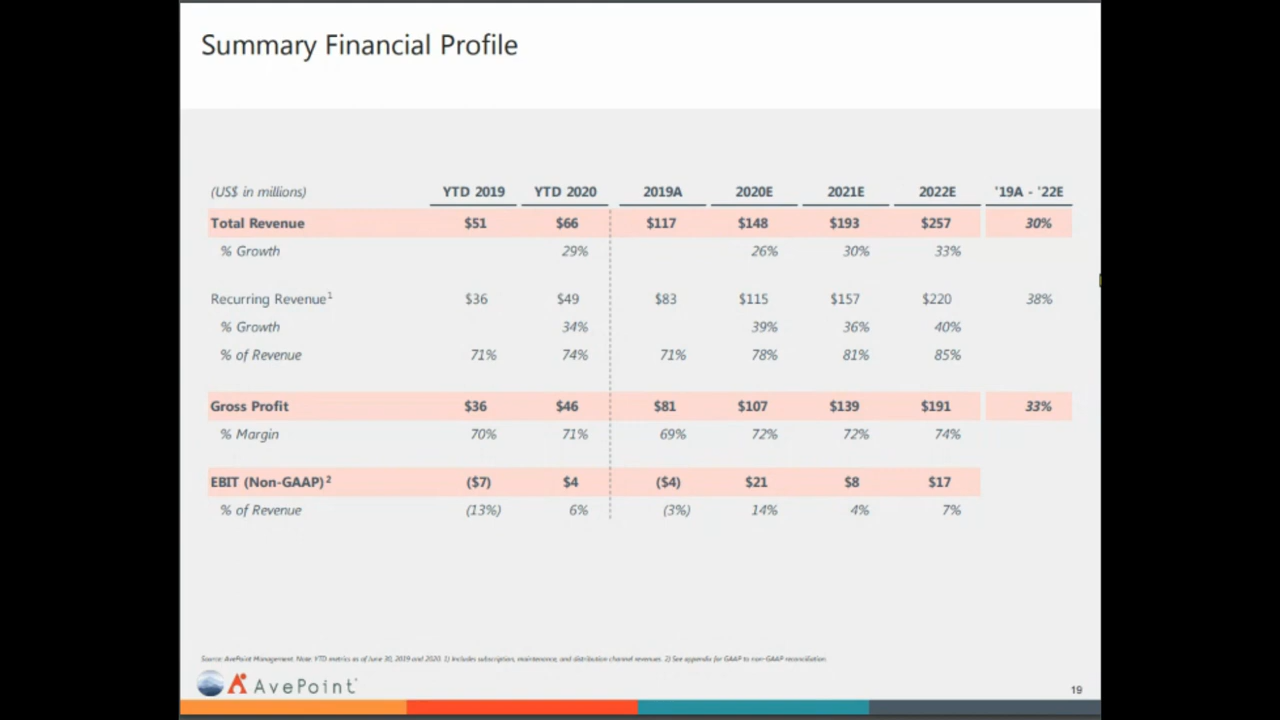 Summary Financial Profile
(US$ in millions) YTD 2019 YTD 2020 2019A 2020E 2021E 2022E '19A - '22E
Total Revenue $51 $66 $117 $148 $193 $257 30%
% Growth 29% 26% 30% 33%
Recurring Revenue1 $36 $49 $83 $115 $157 $220 38%
% Growth 34% 39% 36% 40%
% of Revenue 71% 74% 71% 78% 81% 85%
Gross Profit $36 $46 $81 $107 $139 $191 33%
% Margin 70% 71% 69% 72% 72% 74%
EBIT (Non-GAAP)2 ($7) $4 ($4) $21 $8 $17
% of Revenue (13%) 6% (3%) 14% 4% 7%
Source: AvePoint Management. Note: YTD metrics as of June 30, 2019 and 2020. 1) Includes subscription, maintenance, and distribution channel revenues. 2) See appendix for GAAP to non-GAAP reconciliation.
AvePoint
19